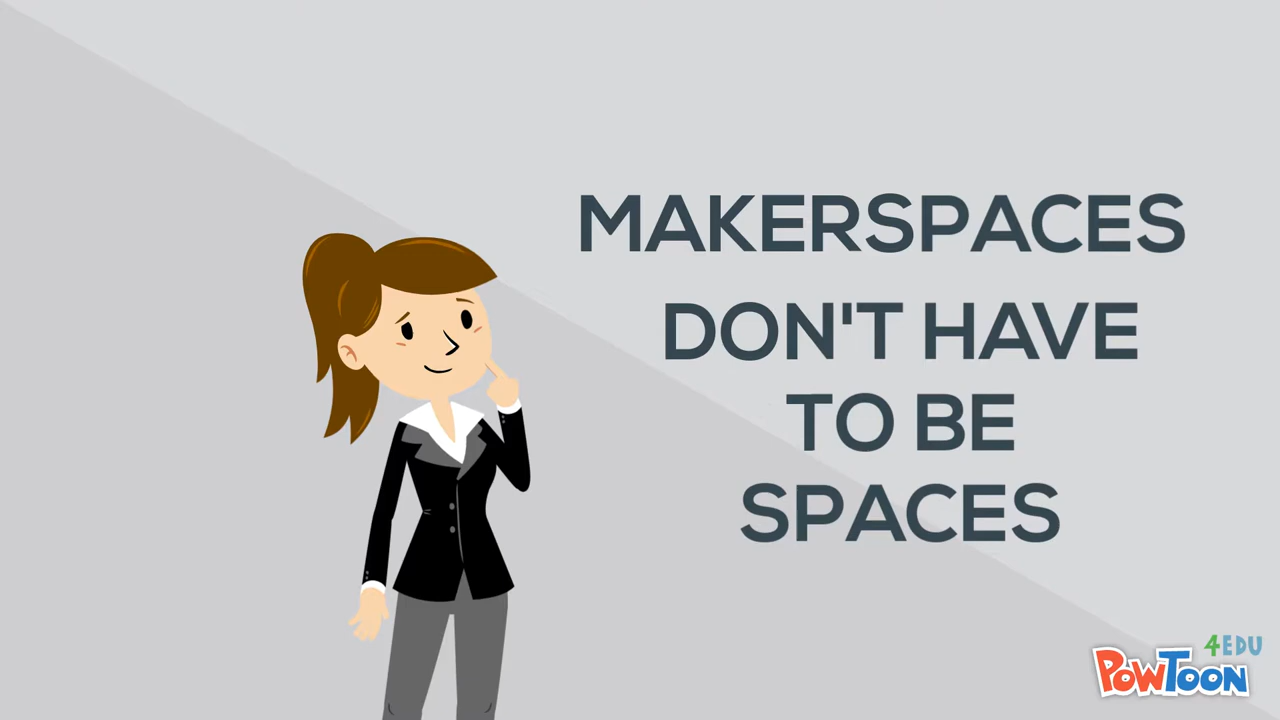 MAKERSPACES
DON'T HAVE
TO BE
SPACES
4EDU
POWTOON